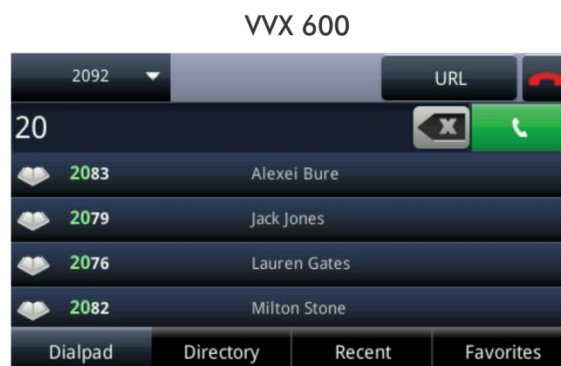 VVX 600
2092 URL
20
2083 Alexei Bure
2079 Jack Jones
2076 Lauren Gates
2082 Milton Stone
Dialpad Directory Recent Favorites